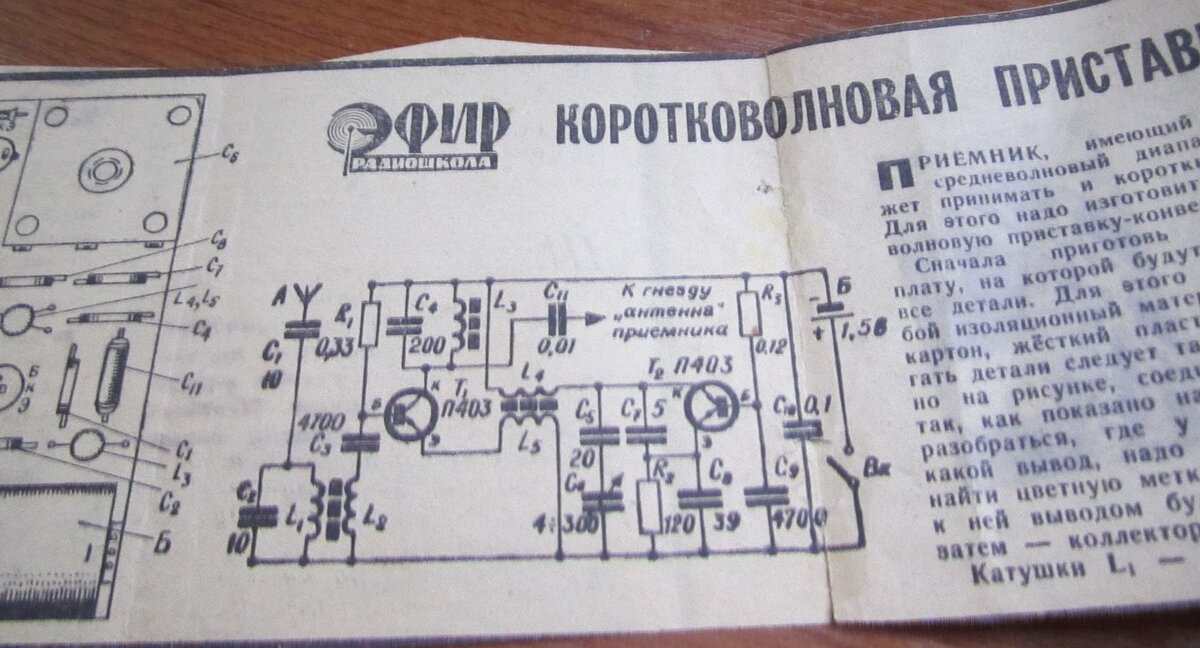 ЭФИР
РАДИОШКОЛА
КОРОТКОВОЛНОВАЯ ПРИСТАВ
ПРИЕМНИК, имеющий
средневолновый диапа
жет принимать и коротк
Для этого надо изготовит
волновую приставку-конве
Сначала приготовь
плату, на которой будут
все детали. Для этого
бой изоляционный мате
картон, жёсткий пласт
гать детали следует та
но на рисунке, соеди
так, как показано на
разобраться, где у
какой вывод, надо
найти цветную метк
к ней выводом бу
затем — коллектор
Катушки L₁ —
C₆
C₈
C₇
L₄, L₅
C₄
C₁₁
Б
К
Э
C₁
L₃
C₂
Б
А
C₁
10
R₁
0,33
C₄
200
L₃
C₁₁
0,01
К гнезду
„антенна“
приемника
R₃
0,12
Б
-
+
1,5В
4700
C₃
Б
К
Э
T₁
П403
L₄
L₅
T₂ П403
К
Б
Э
C₅
20
C₇
5
C₆
4÷300
R₂
120
C₈
39
C₁₀
0,1
C₉
4700
Вк
C₂
10
L₁
L₂